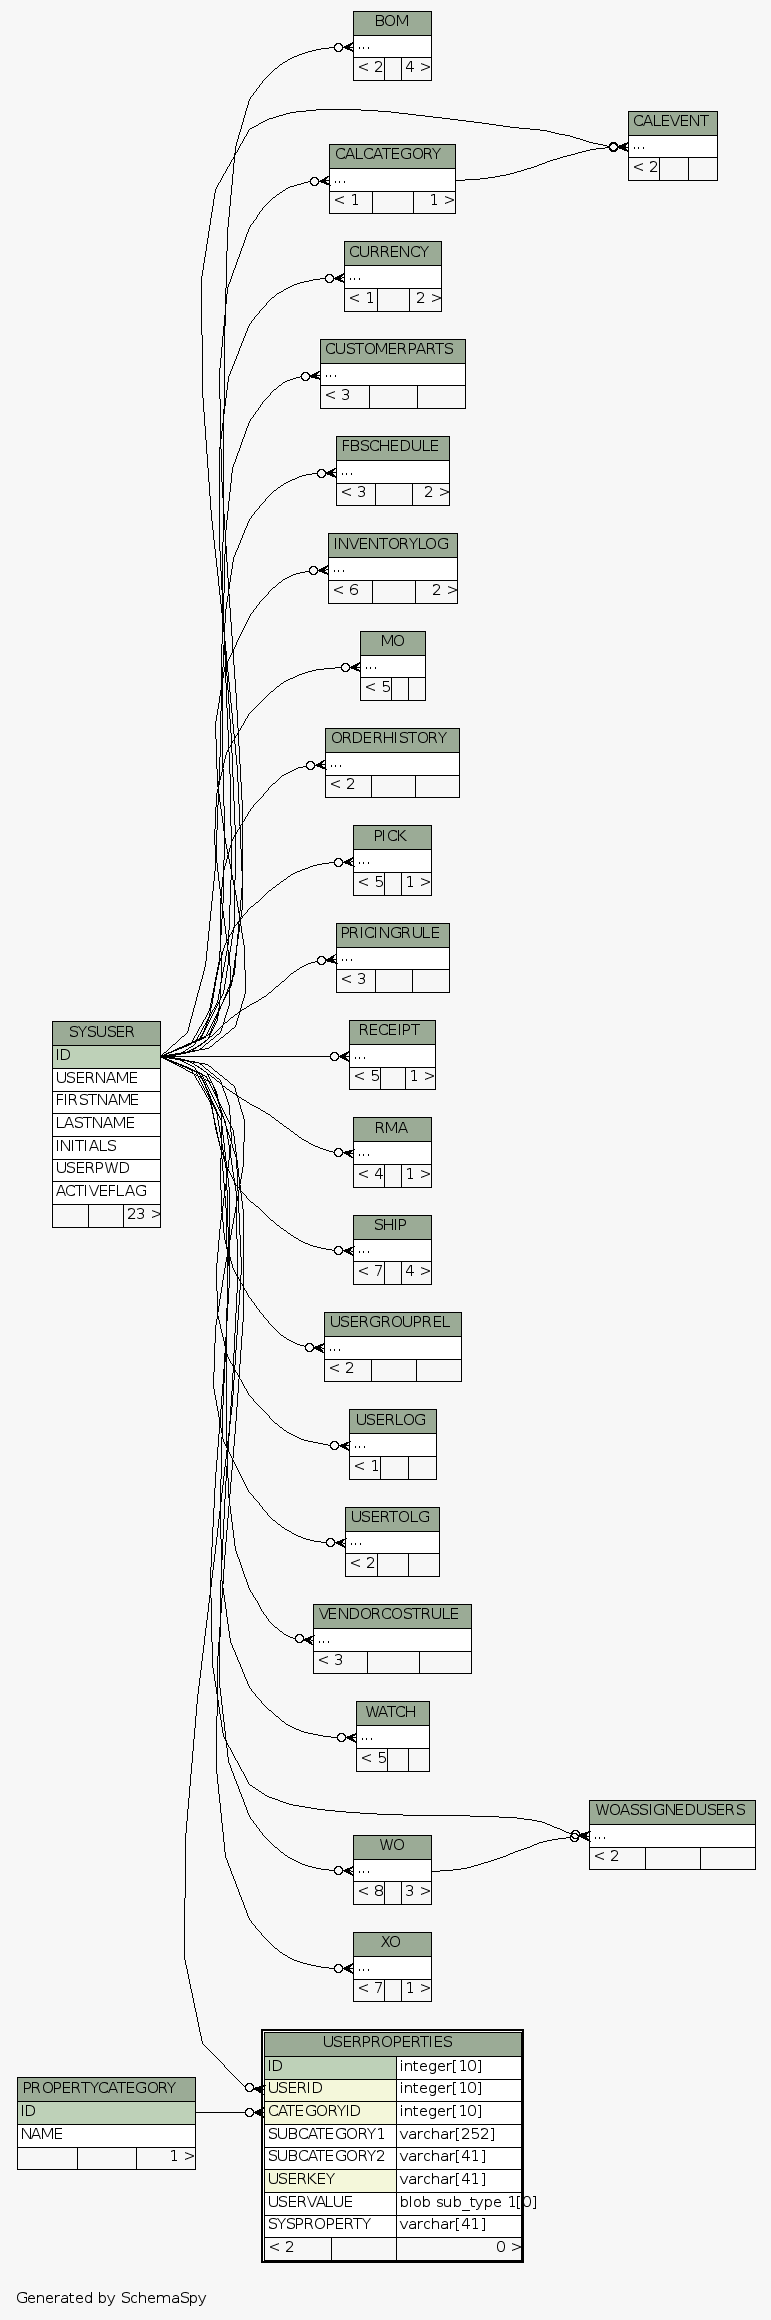 BOM
...
< 2 4 >
CALEVENT
...
< 2
CALCATEGORY
...
< 1 1 >
CURRENCY
...
< 1 2 >
CUSTOMERPARTS
...
< 3
FBSCHEDULE
...
< 3 2 >
INVENTORYLOG
...
< 6 2 >
MO
...
< 5
ORDERHISTORY
...
< 2
PICK
...
< 5 1 >
PRICINGRULE
...
< 3
SYSUSER
ID
USERNAME
FIRSTNAME
LASTNAME
INITIALS
USERPWD
ACTIVEFLAG
23 >
RECEIPT
...
< 5 1 >
RMA
...
< 4 1 >
SHIP
...
< 7 4 >
USERGROUPREL
...
< 2
USERLOG
...
< 1
USERTOLG
...
< 2
VENDORCOSTRULE
...
< 3
WATCH
...
< 5
WOASSIGNEDUSERS
...
< 2
WO
...
< 8 3 >
XO
...
< 7 1 >
PROPERTYCATEGORY
ID
NAME
1 >
USERPROPERTIES
ID integer[10]
USERID integer[10]
CATEGORYID integer[10]
SUBCATEGORY1 varchar[252]
SUBCATEGORY2 varchar[41]
USERKEY varchar[41]
USERVALUE blob sub_type 1[0]
SYSPROPERTY varchar[41]
< 2 0 >
Generated by SchemaSpy